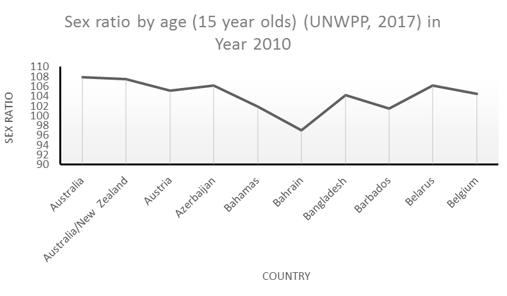 Sex ratio by age (15 year olds) (UNWPP, 2017) in
Year 2010
SEX RATIO
110
108
106
104
102
100
98
96
94
92
90
Australia
Australia/New Zealand
Austria
Azerbaijan
Bahamas
Bahrain
Bangladesh
Barbados
Belarus
Belgium
COUNTRY